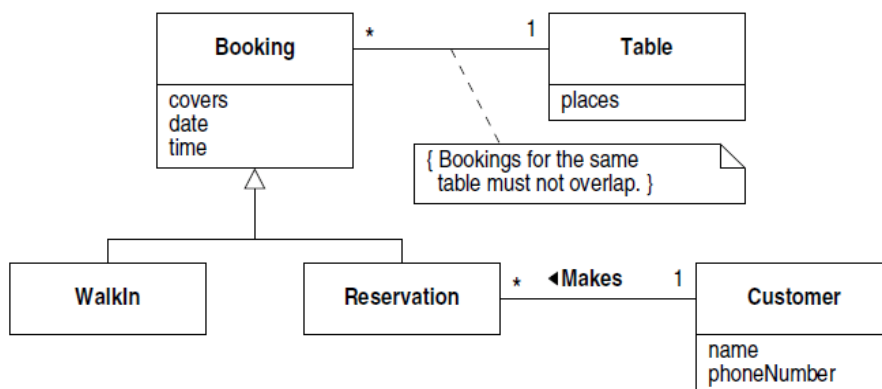 Booking
* 1
Table
covers
date
time
places
{ Bookings for the same
table must not overlap. }
WalkIn
Reservation
* ◀Makes 1
Customer
name
phoneNumber